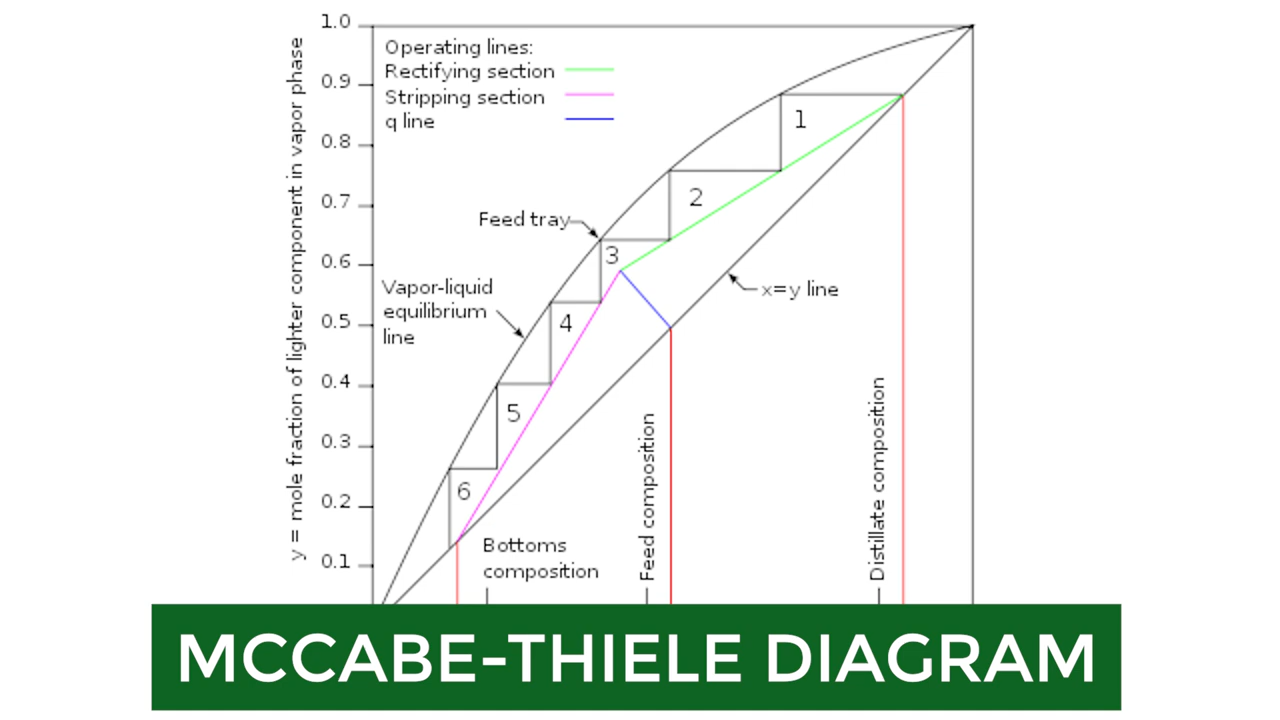 1.0
0.9
0.8
0.7
0.6
0.5
0.4
0.3
0.2
0.1
y = mole fraction of lighter component in vapor phase
Operating lines:
Rectifying section
Stripping section
q line
1
2
Feed tray
3
Vapor-liquid
equilibrium
line
x=y line
4
5
6
Bottoms
composition
Feed composition
Distillate composition
MCCABE-THIELE DIAGRAM